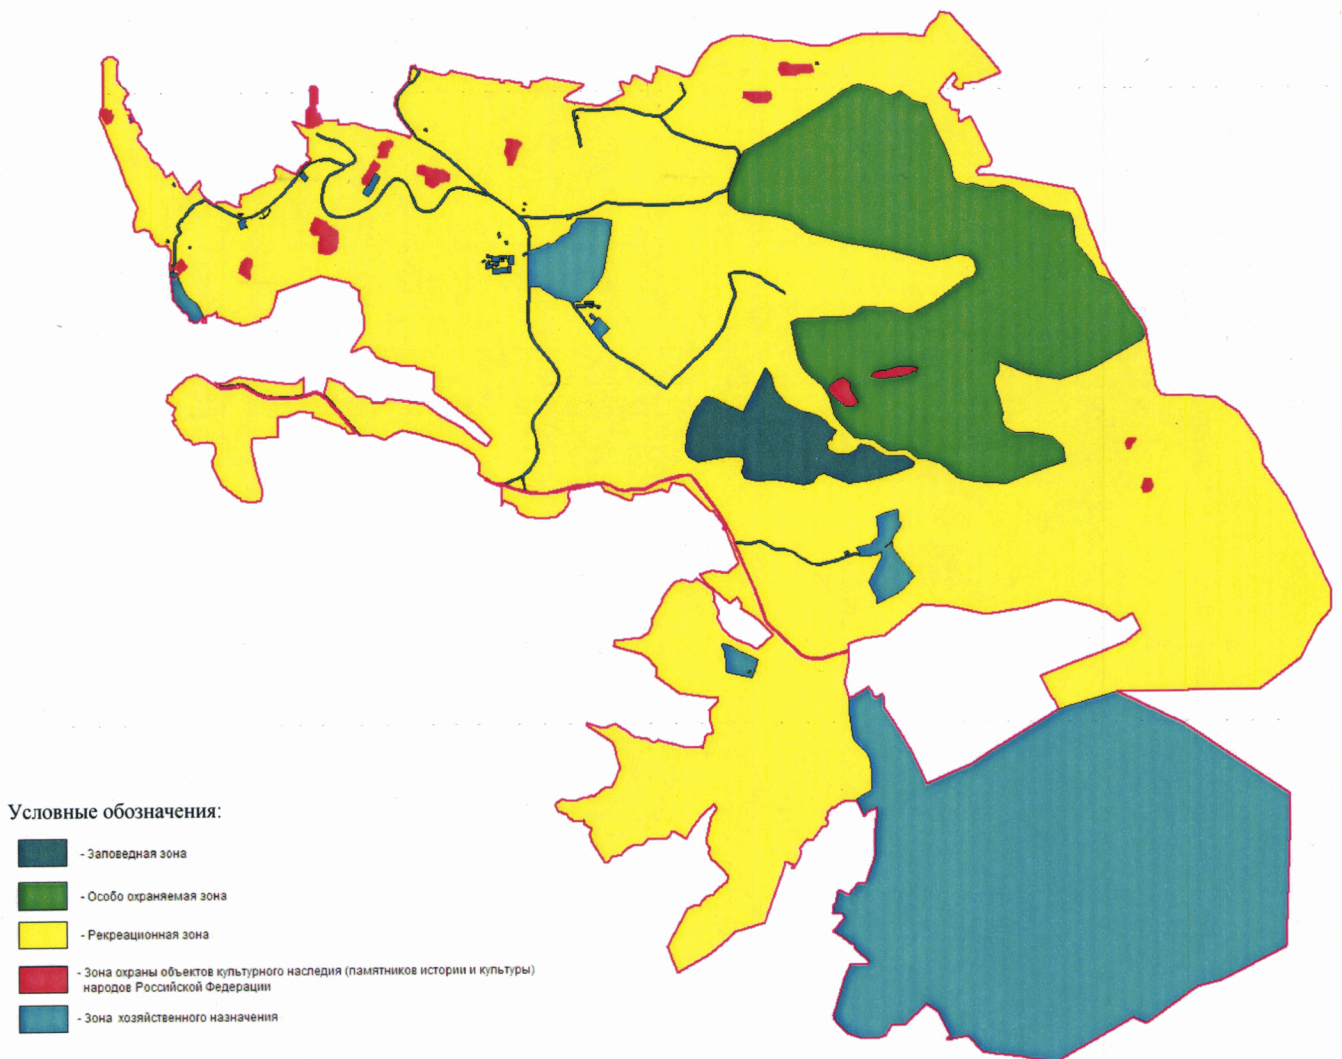 Условные обозначения:
- Заповедная зона
- Особо охраняемая зона
- Рекреационная зона
- Зона охраны объектов культурного наследия (памятников истории и культуры)
народов Российской Федерации
- Зона хозяйственного назначения